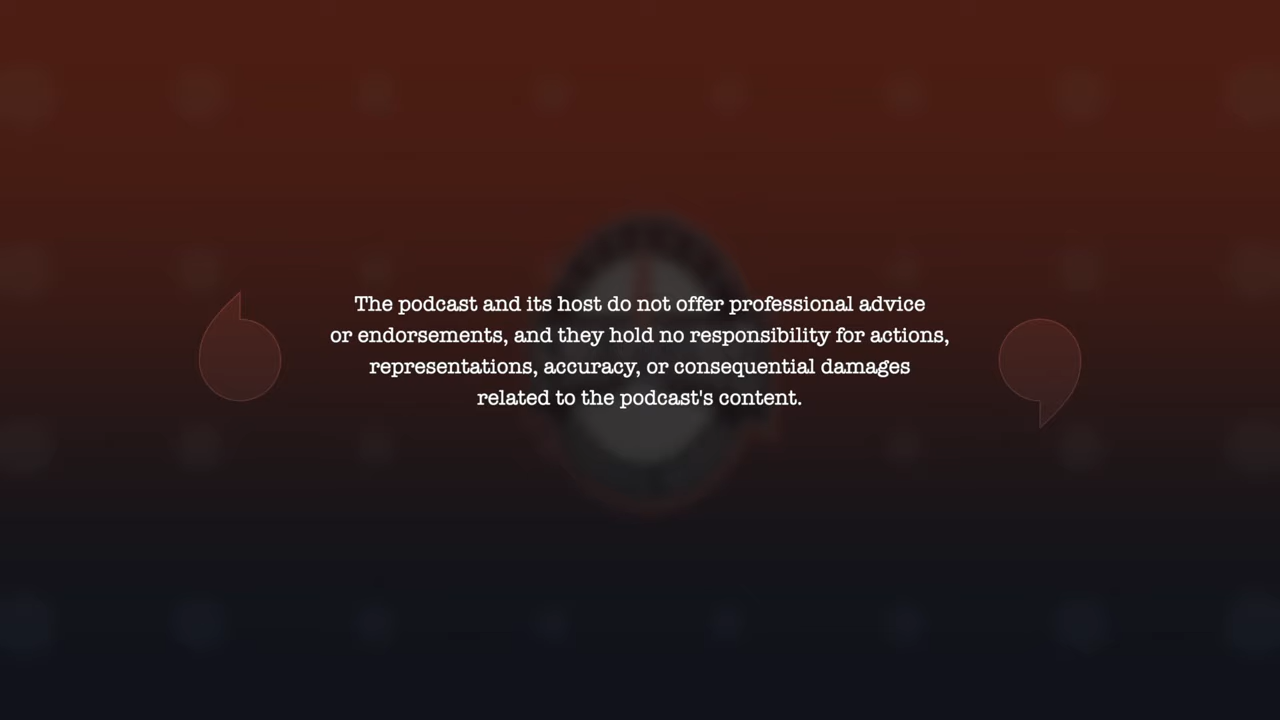 The podcast and its host do not offer professional advice
or endorsements, and they hold no responsibility for actions,
representations, accuracy, or consequential damages
related to the podcast's content.